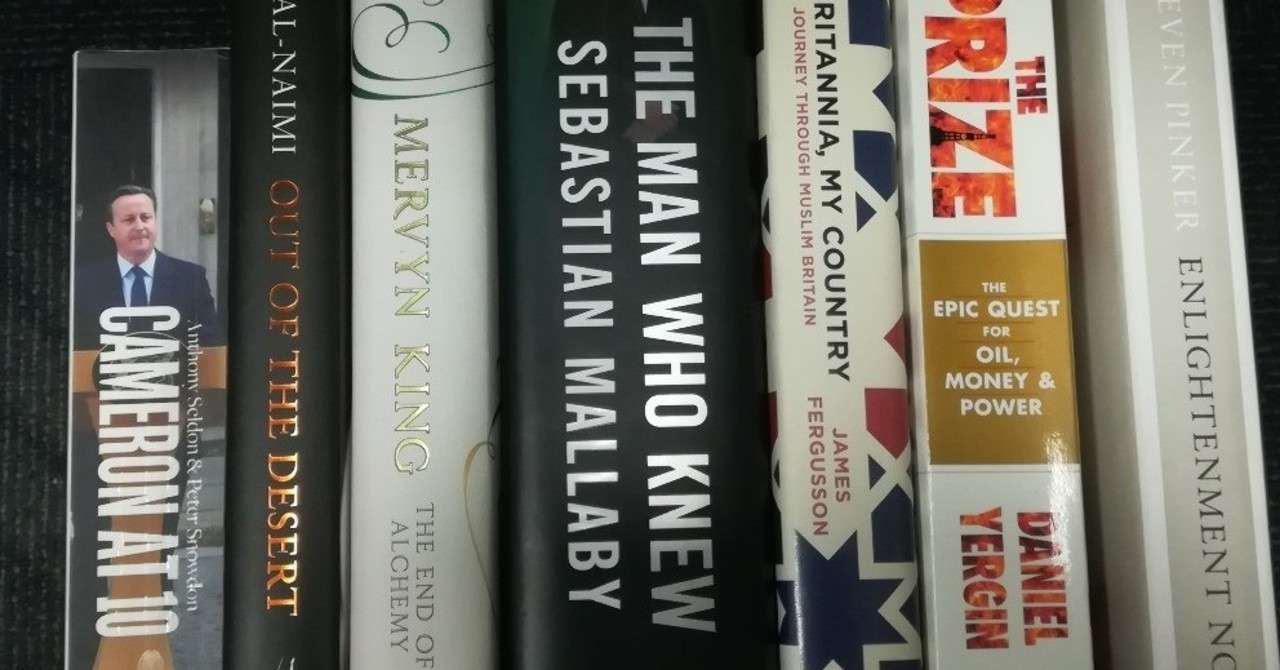 CAMERON AT 10
Anthony Seldon & Peter Snowdon
AL-NAIMI OUT OF THE DESERT
MERVYN KING
THE END OF
ALCHEMY
THE MAN WHO KNEW
SEBASTIAN MALLABY
RITANNIA, MY COUNTRY
JOURNEY THROUGH MUSLIM BRITAIN
JAMES
FERGUSSON
THE
PRIZE
THE
EPIC QUEST
FOR
OIL,
MONEY &
POWER
DANIEL
YERGIN
EVEN PINKER ENLIGHTENMENT NO